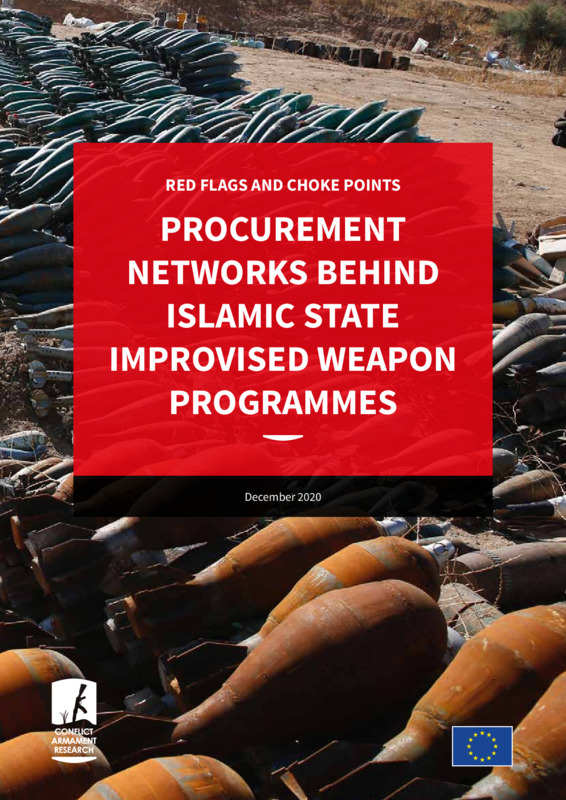 RED FLAGS AND CHOKE POINTS
PROCUREMENT
NETWORKS BEHIND
ISLAMIC STATE
IMPROVISED WEAPON
PROGRAMMES
December 2020
CONFLICT
ARMAMENT
RESEARCH